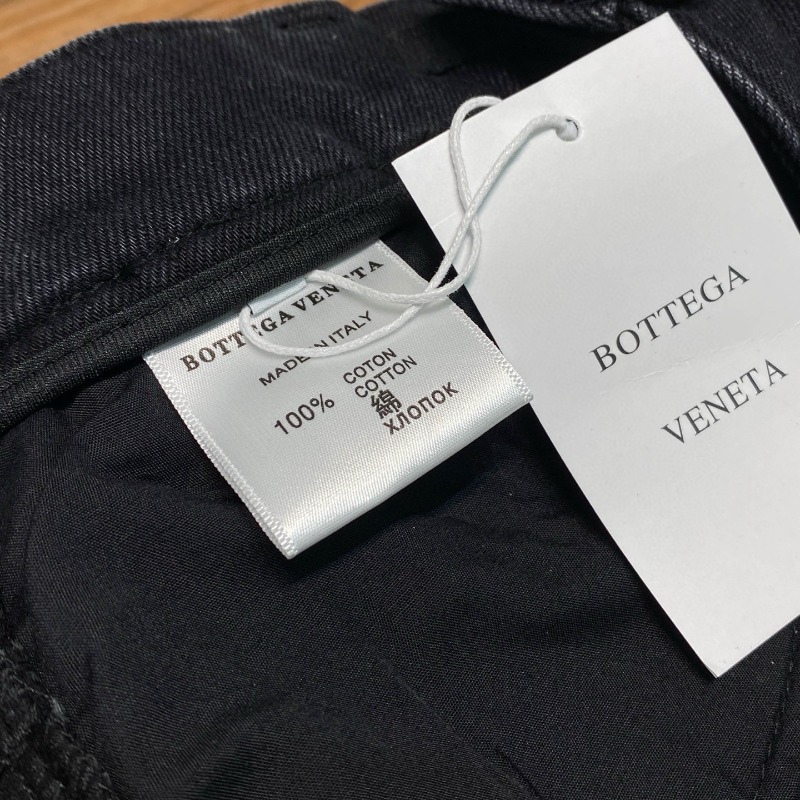 BOTTEGA VENETA
MADE IN ITALY
100% COTON
COTTON
綿
ХЛОПОК
BOTTEGA
VENETA